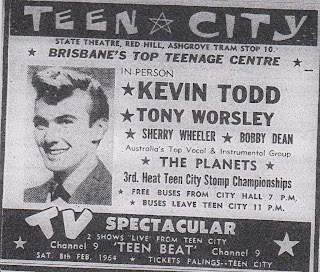 TEEN ☆ CITY
STATE THEATRE, RED HILL, ASHGROVE TRAM STOP 10.
★ BRISBANE'S TOP TEENAGE CENTRE ★
IN-PERSON
★ KEVIN TODD
★ TONY WORSLEY
★ SHERRY WHEELER ★ BOBBY DEAN
Australia's Top Vocal & Instrumental Group
★ THE PLANETS ★
3rd. Heat Teen City Stomp Championships
★ FREE BUSES FROM CITY HALL 7 P.M.
★ BUSES LEAVE TEEN CITY 11 P.M.
★ TV SPECTACULAR
2 SHOWS 'LIVE' FROM TEEN CITY
Channel 9 'TEEN BEAT' Channel 9
SAT. 8th FEB. 1964 ★ TICKETS PALINGS--TEEN CITY